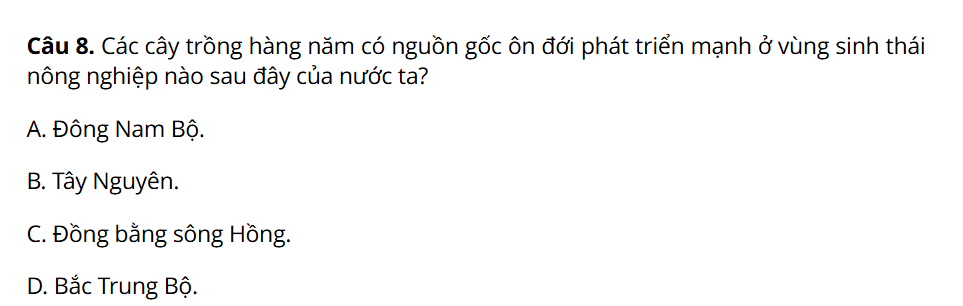 Câu 8. Các cây trồng hàng năm có nguồn gốc ôn đới phát triển mạnh ở vùng sinh thái
nông nghiệp nào sau đây của nước ta?
A. Đông Nam Bộ.
B. Tây Nguyên.
C. Đồng bằng sông Hồng.
D. Bắc Trung Bộ.